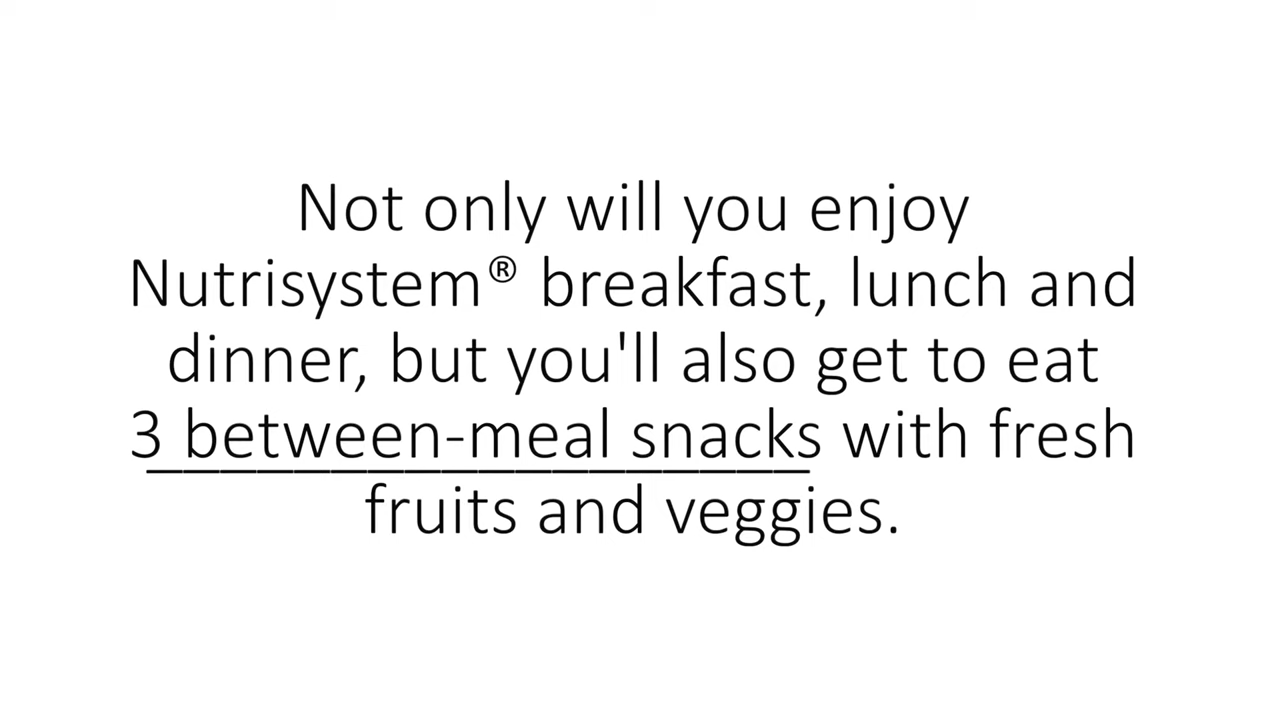 Not only will you enjoy
Nutrisystem® breakfast, lunch and
dinner, but you'll also get to eat
3 between-meal snacks with fresh
fruits and veggies.